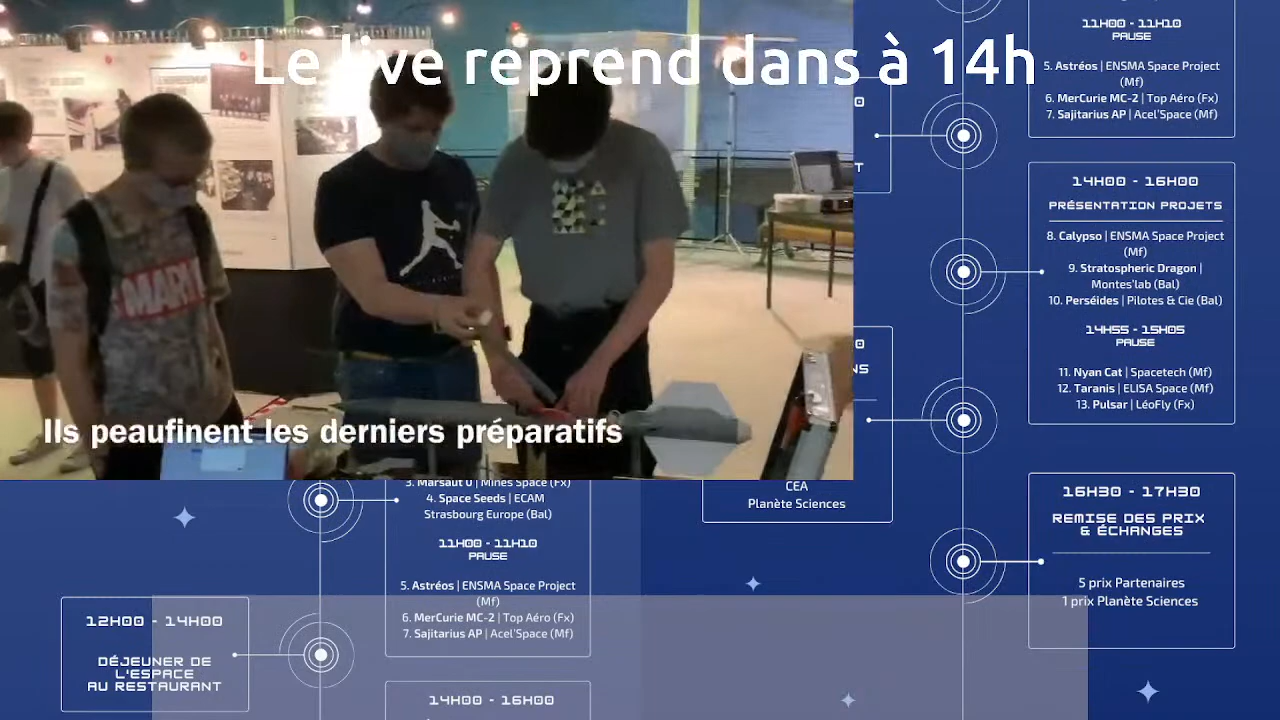 Le live reprend dans à 14h
MARV
Ils peaufinent les derniers préparatifs
11H00 - 11H10
PAUSE
5. Astréos | ENSMA Space Project
(Mf)
6. MerCurie MC-2 | Top Aéro (Fx)
7. Sajitarius AP | Acel'Space (Mf)
14H00 - 16H00
PRÉSENTATION PROJETS
8. Calypso | ENSMA Space Project
(Mf)
9. Stratospheric Dragon |
Montes'lab (Bal)
10. Perséides | Pilotes & Cie (Bal)
14H55 - 15H05
PAUSE
11. Nyan Cat | Spacetech (Mf)
12. Taranis | ELISA Space (Mf)
13. Pulsar | LéoFly (Fx)
16H30 - 17H30
REMISE DES PRIX
& ÉCHANGES
5 prix Partenaires
1 prix Planète Sciences
0
T
0
NS
CEA
Planète Sciences
3. Marsaut U | Mines Space (Fx)
4. Space Seeds | ECAM
Strasbourg Europe (Bal)
11H00 - 11H10
PAUSE
5. Astréos | ENSMA Space Project
(Mf)
6. MerCurie MC-2 | Top Aéro (Fx)
7. Sajitarius AP | Acel'Space (Mf)
14H00 - 16H00
12H00 - 14H00
DÉJEUNER DE
L'ESPACE
AU RESTAURANT